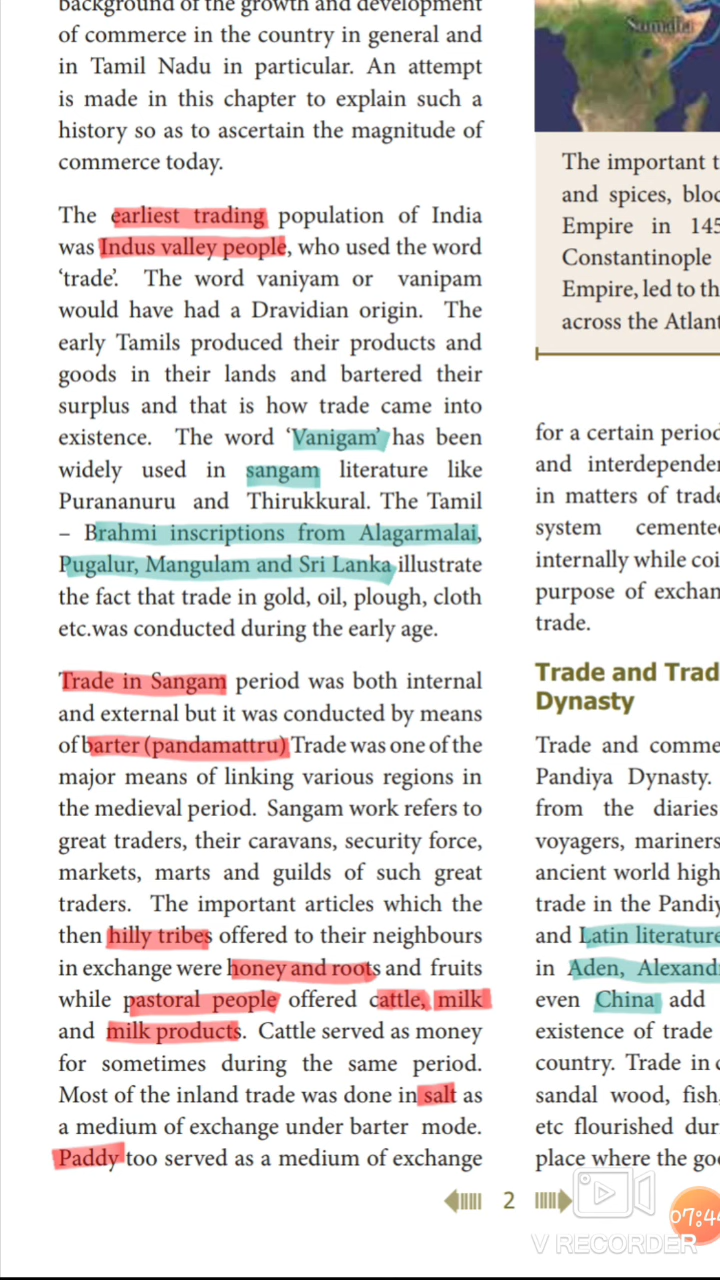 background of the growth and development
of commerce in the country in general and
in Tamil Nadu in particular. An attempt
is made in this chapter to explain such a
history so as to ascertain the magnitude of
commerce today.
The earliest trading population of India
was Indus valley people, who used the word
‘trade’. The word vaniyam or vanipam
would have had a Dravidian origin. The
early Tamils produced their products and
goods in their lands and bartered their
surplus and that is how trade came into
existence. The word ‘Vanigam’ has been
widely used in sangam literature like
Purananuru and Thirukkural. The Tamil
– Brahmi inscriptions from Alagarmalai,
Pugalur, Mangulam and Sri Lanka illustrate
the fact that trade in gold, oil, plough, cloth
etc.was conducted during the early age.
Trade in Sangam period was both internal
and external but it was conducted by means
of barter (pandamattru) Trade was one of the
major means of linking various regions in
the medieval period. Sangam work refers to
great traders, their caravans, security force,
markets, marts and guilds of such great
traders. The important articles which the
then hilly tribes offered to their neighbours
in exchange were honey and roots and fruits
while pastoral people offered cattle, milk
and milk products. Cattle served as money
for sometimes during the same period.
Most of the inland trade was done in salt as
a medium of exchange under barter mode.
Paddy too served as a medium of exchange
Somalia
The important t
and spices, bloc
Empire in 145
Constantinople
Empire, led to th
across the Atlant
for a certain period
and interdepende
in matters of trade
system cemente
internally while coi
purpose of exchan
trade.
Trade and Trad
Dynasty
Trade and comme
Pandiya Dynasty.
from the diaries
voyagers, mariners
ancient world high
trade in the Pandiy
and Latin literature
in Aden, Alexand
even China add
existence of trade
country. Trade in c
sandal wood, fish,
etc flourished dur
place where the goo
2
07:44
V RECORDER